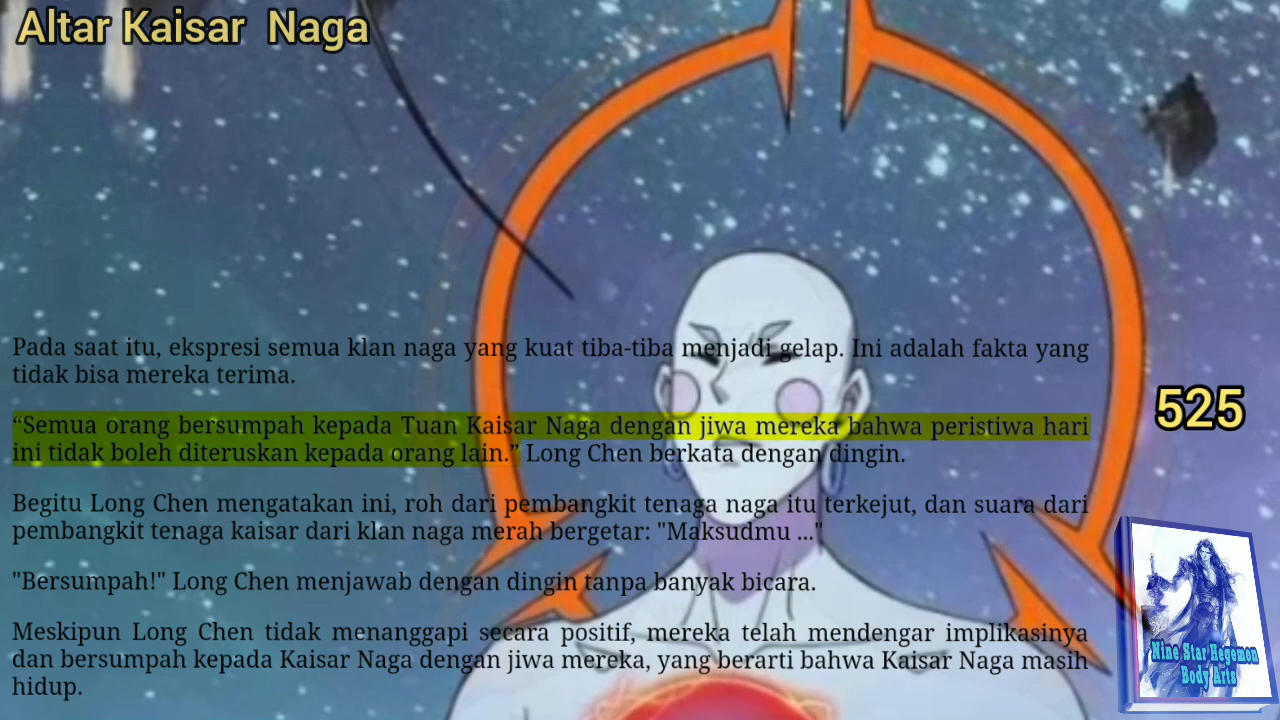 Altar Kaisar Naga
Pada saat itu, ekspresi semua klan naga yang kuat tiba-tiba menjadi gelap. Ini adalah fakta yang
tidak bisa mereka terima.
“Semua orang bersumpah kepada Tuan Kaisar Naga dengan jiwa mereka bahwa peristiwa hari
ini tidak boleh diteruskan kepada orang lain.” Long Chen berkata dengan dingin.
Begitu Long Chen mengatakan ini, roh dari pembangkit tenaga naga itu terkejut, dan suara dari
pembangkit tenaga kaisar dari klan naga merah bergetar: "Maksudmu ..."
"Bersumpah!" Long Chen menjawab dengan dingin tanpa banyak bicara.
Meskipun Long Chen tidak menanggapi secara positif, mereka telah mendengar implikasinya
dan bersumpah kepada Kaisar Naga dengan jiwa mereka, yang berarti bahwa Kaisar Naga masih
hidup.
525
Nine Star Hegemon
Body Arts